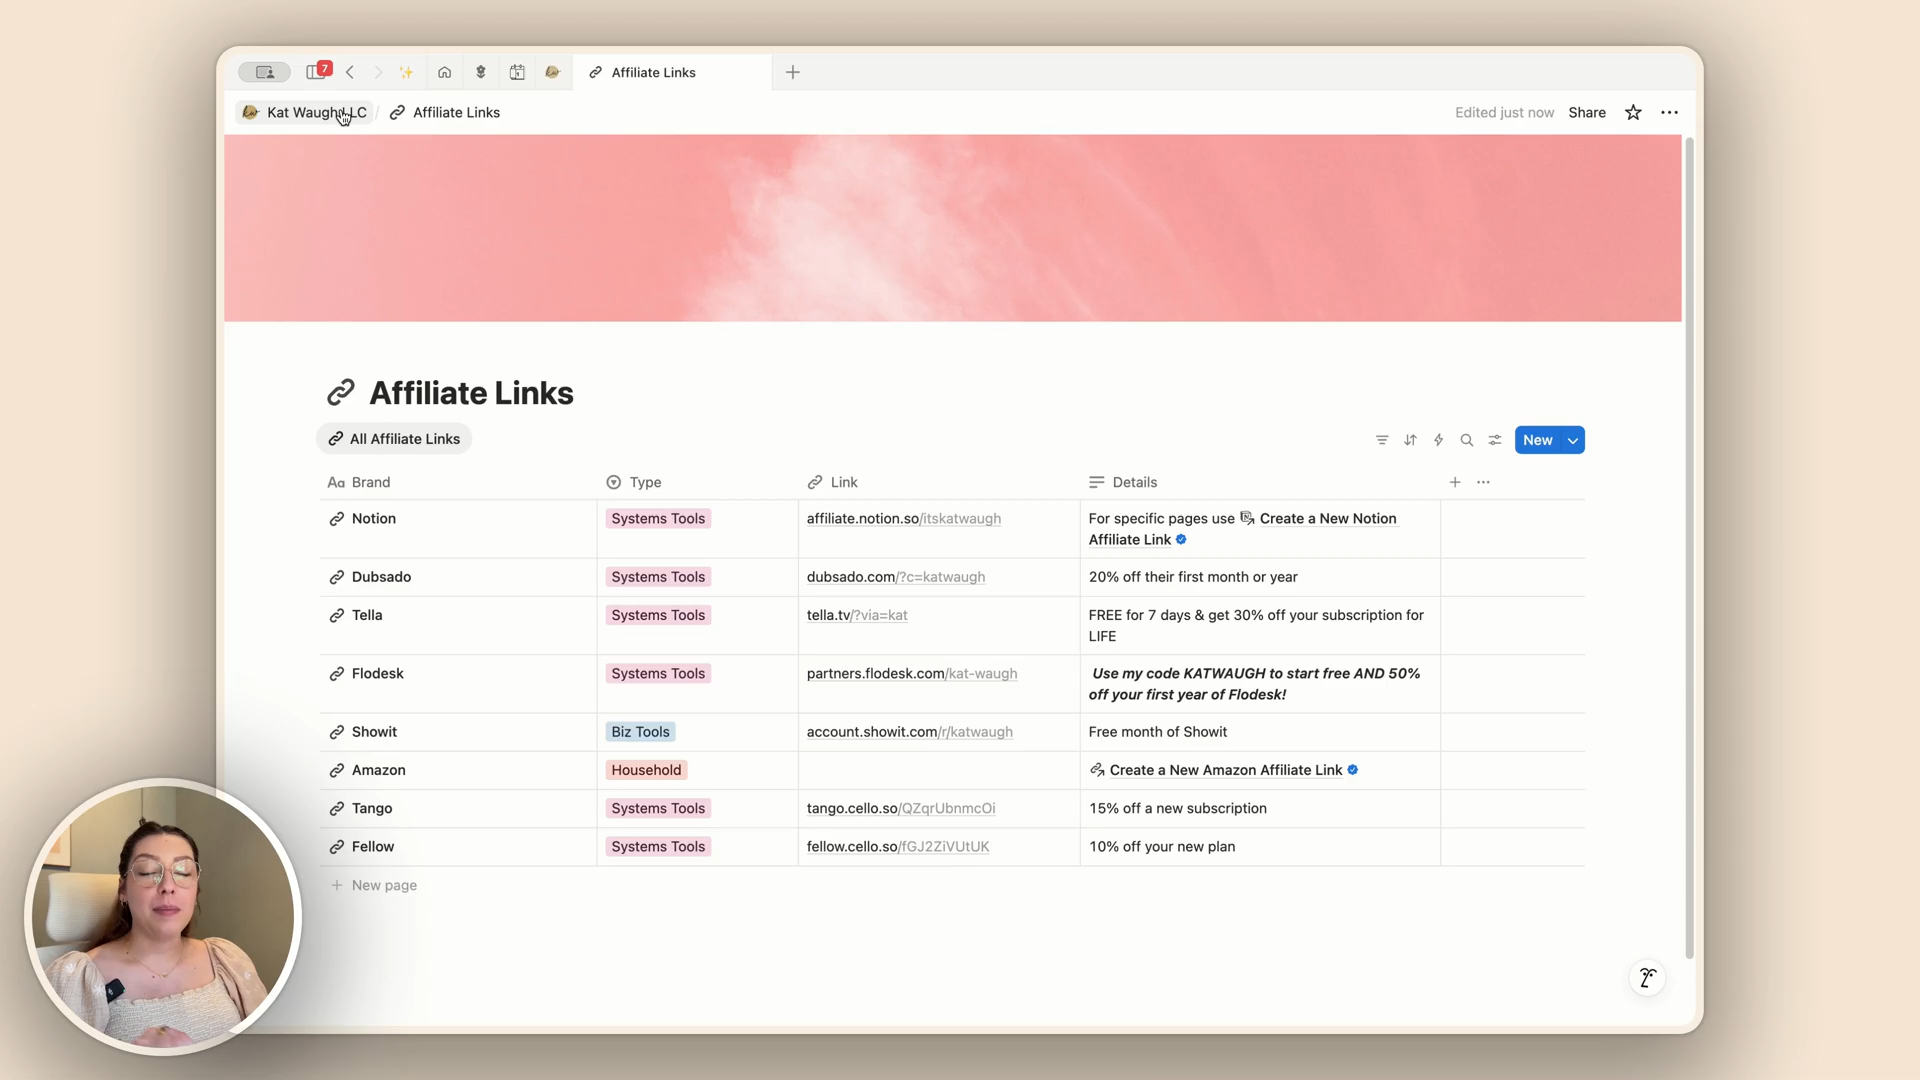 7
Affiliate Links
Kat Waugh LLC / Affiliate Links
Edited just now Share
Affiliate Links
All Affiliate Links
New
Aa Brand Type Link Details
Notion Systems Tools affiliate.notion.so/itskatwaugh For specific pages use Create a New Notion
Affiliate Link
Dubsado Systems Tools dubsado.com/?c=katwaugh 20% off their first month or year
Tella Systems Tools tella.tv/?via=kat FREE for 7 days & get 30% off your subscription for
LIFE
Flodesk Systems Tools partners.flodesk.com/kat-waugh Use my code KATWAUGH to start free AND 50%
off your first year of Flodesk!
Showit Biz Tools account.showit.com/r/katwaugh Free month of Showit
Amazon Household Create a New Amazon Affiliate Link
Tango Systems Tools tango.cello.so/QZqrUbnmcOi 15% off a new subscription
Fellow Systems Tools fellow.cello.so/fGJ2ZiVUtUK 10% off your new plan
New page